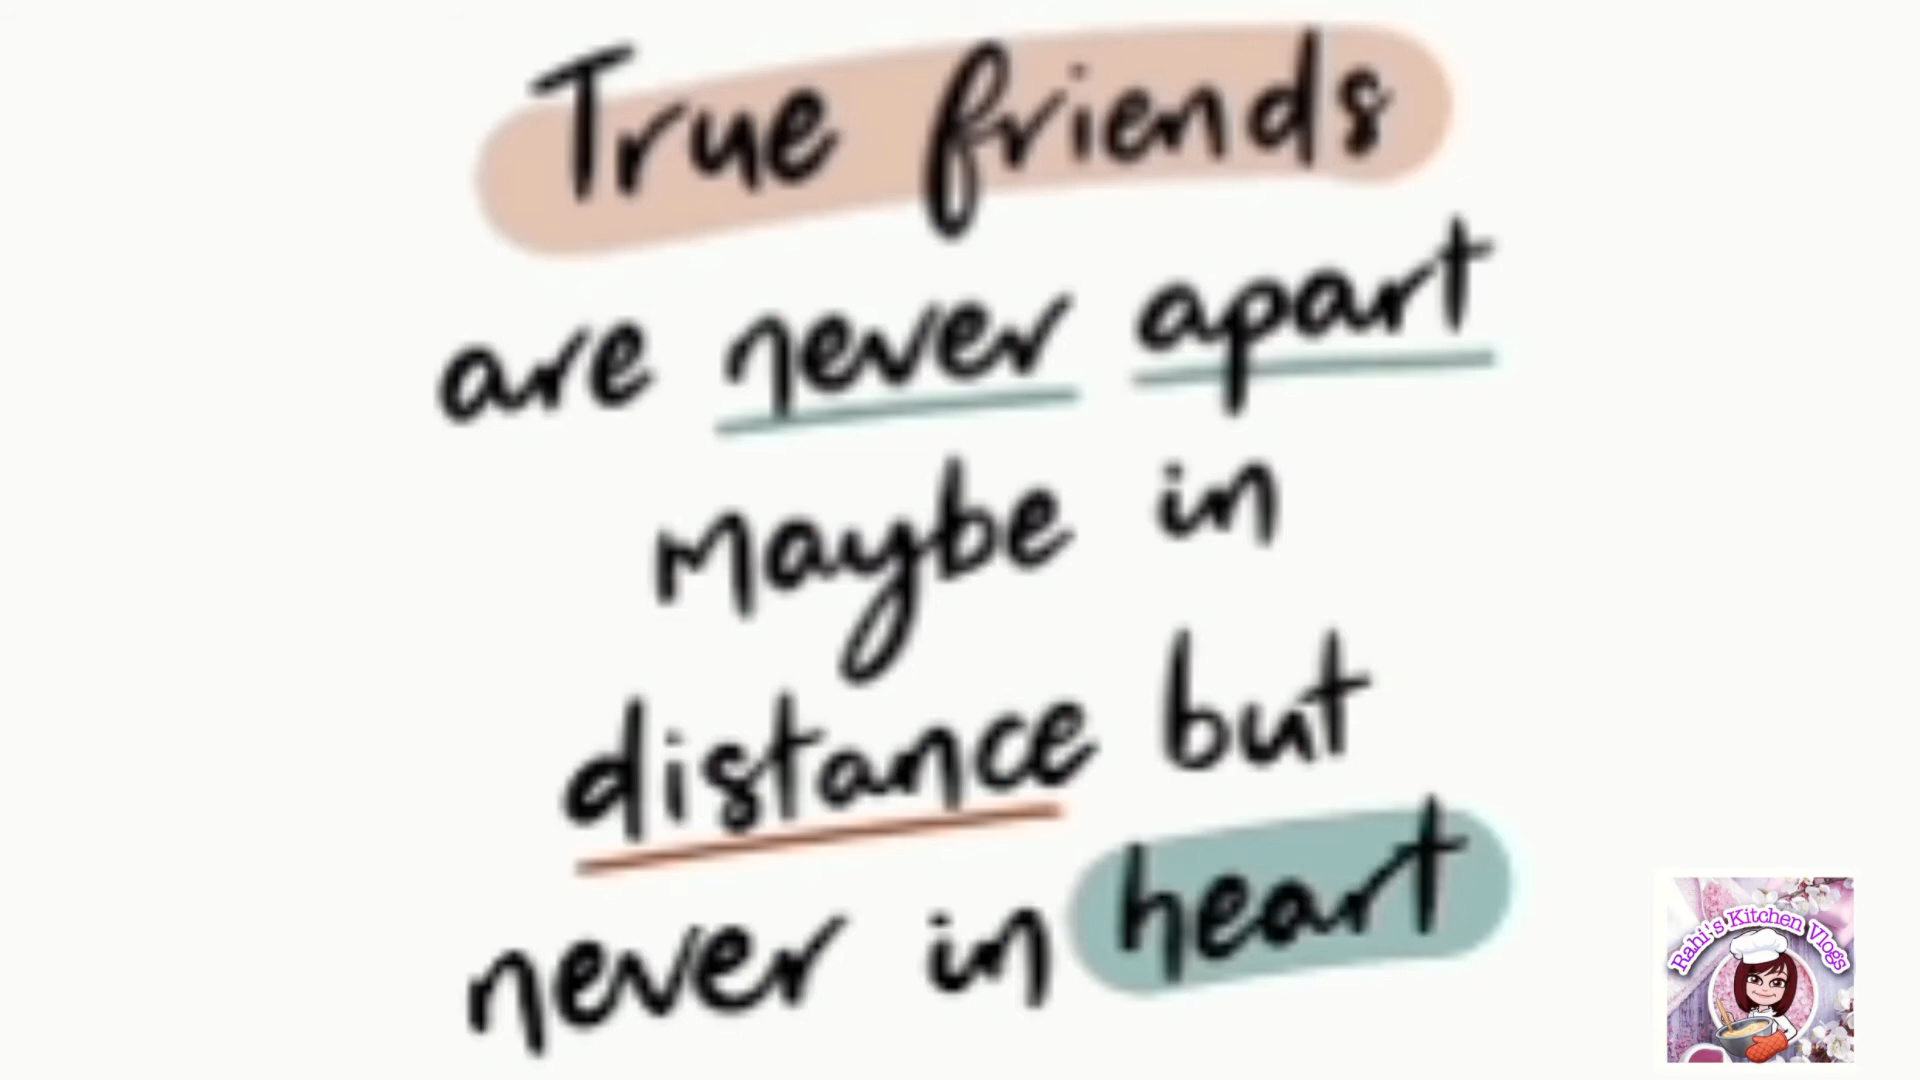 True friends
are never apart
maybe in
distance but
never in heart
Rahi's Kitchen Vlogs